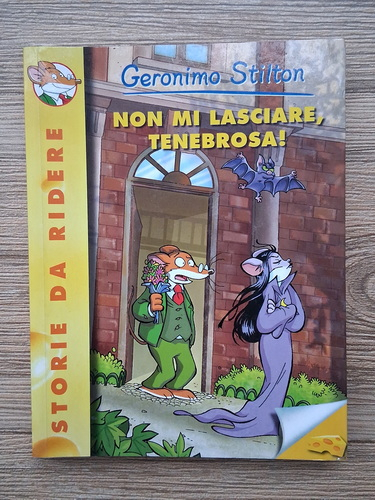 Geronimo Stilton
NON MI LASCIARE,
TENEBROSA!
STORIE DA RIDERE